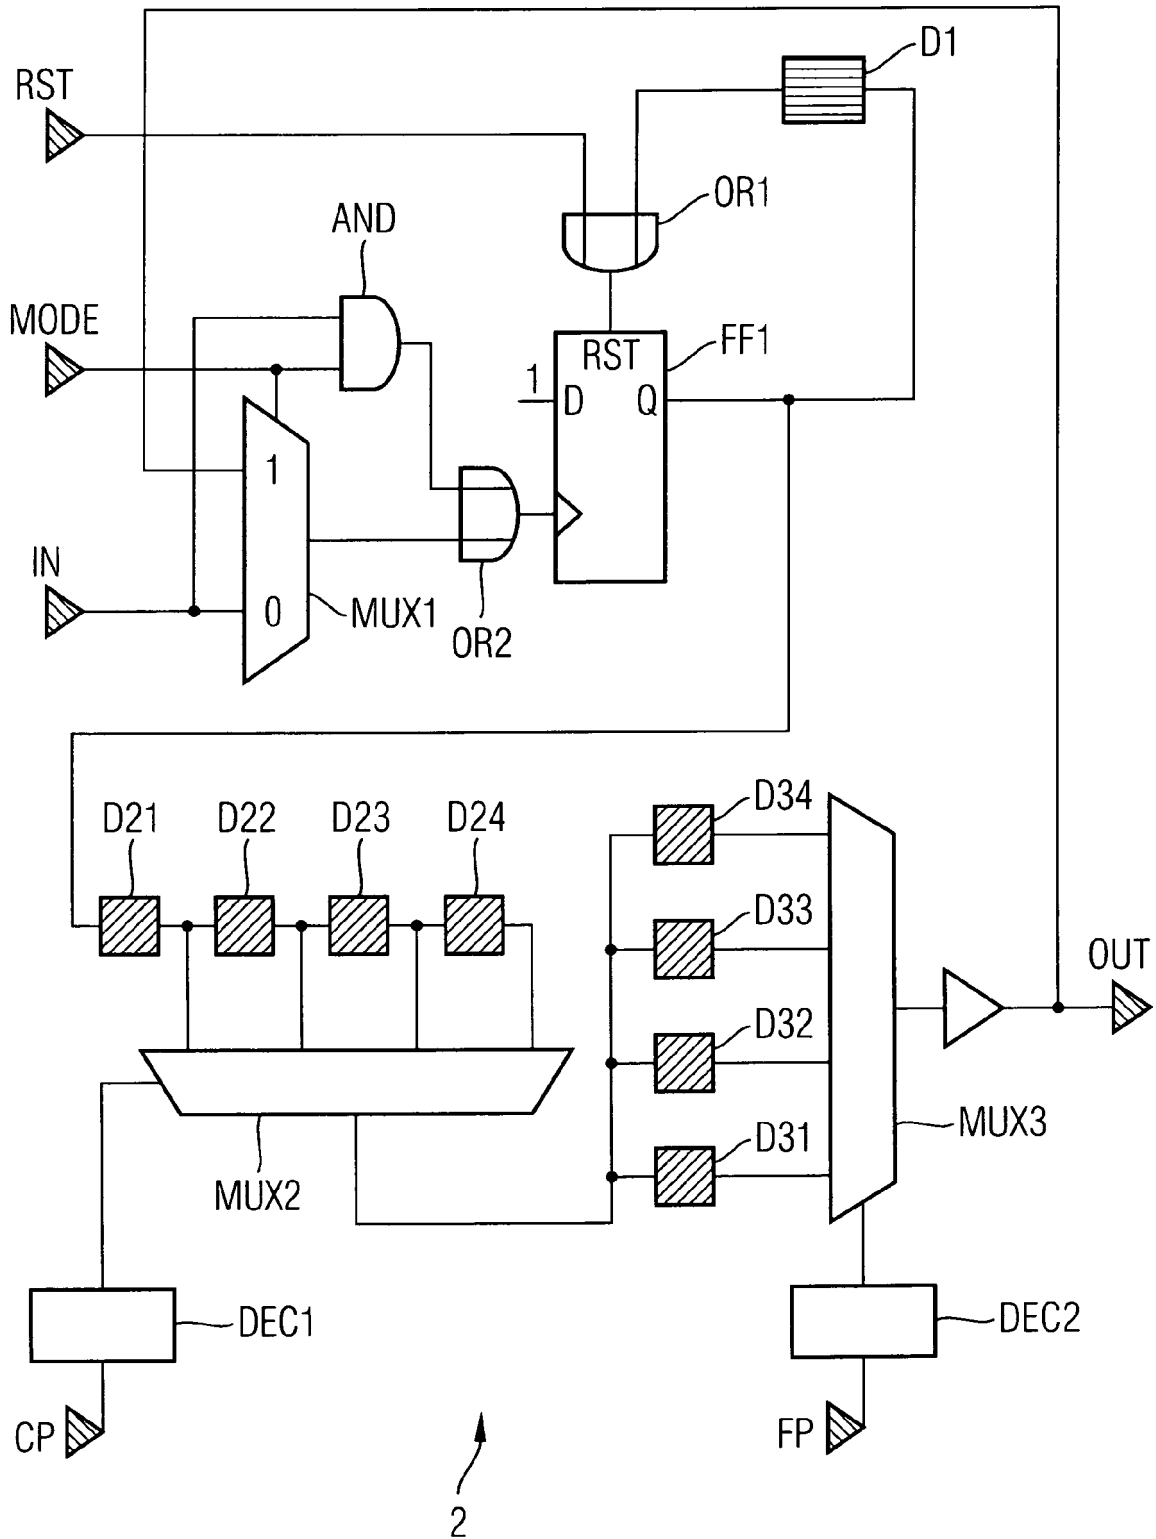 D1
RST
OR1
AND
MODE
FF1
RST
1
D
Q
1
IN
0
MUX1
OR2
D34
D21
D22
D23
D24
D33
OUT
D32
MUX3
D31
MUX2
DEC1
DEC2
CP
FP
2